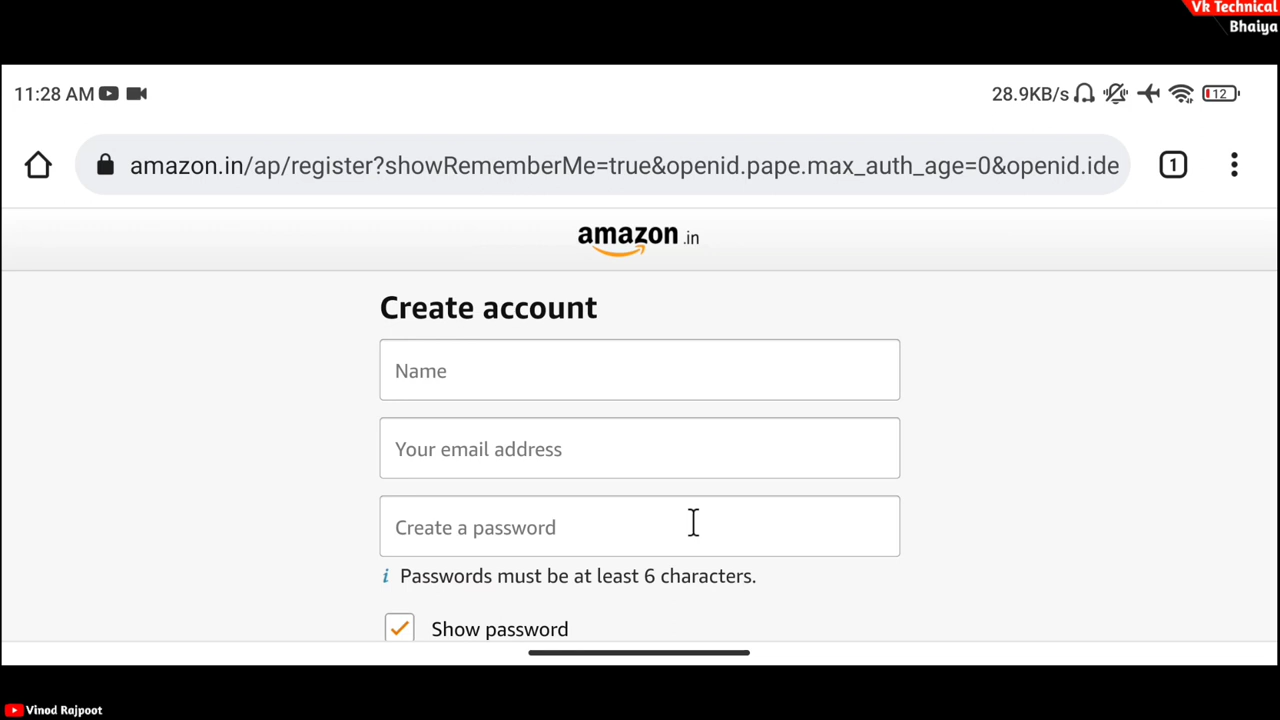 Vk Technical
Bhaiya
11:28 AM
28.9KB/s
12
amazon.in/ap/register?showRememberMe=true&openid.pape.max_auth_age=0&openid.ide
1
amazon.in
Create account
Name
Your email address
Create a password
i Passwords must be at least 6 characters.
Show password
Vinod Rajpoot